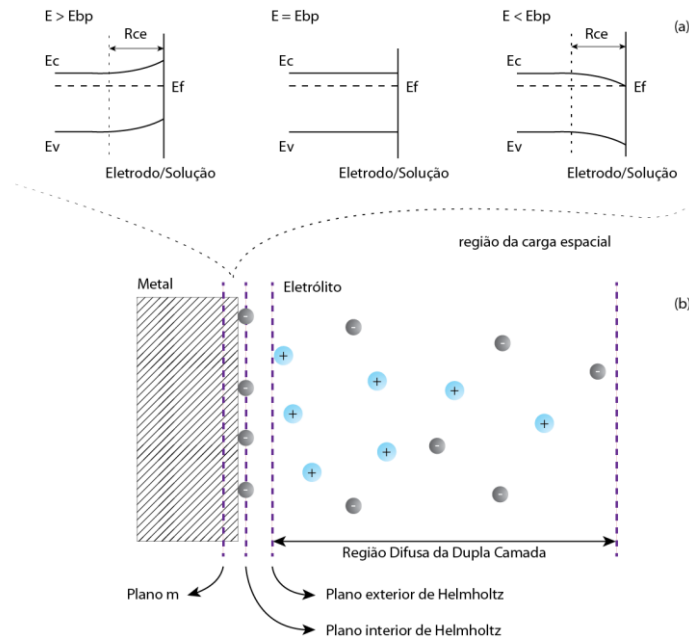 E > Ebp
E = Ebp
E < Ebp
(a)
Rce
Rce
Ec
Ec
Ec
Ef
Ef
Ef
Ev
Ev
Ev
Eletrodo/Solução
Eletrodo/Solução
Eletrodo/Solução
região da carga espacial
Metal
Eletrólito
(b)
-
-
-
-
-
-
-
-
-
-
+
+
+
+
+
+
+
Região Difusa da Dupla Camada
Plano m
Plano exterior de Helmholtz
Plano interior de Helmholtz